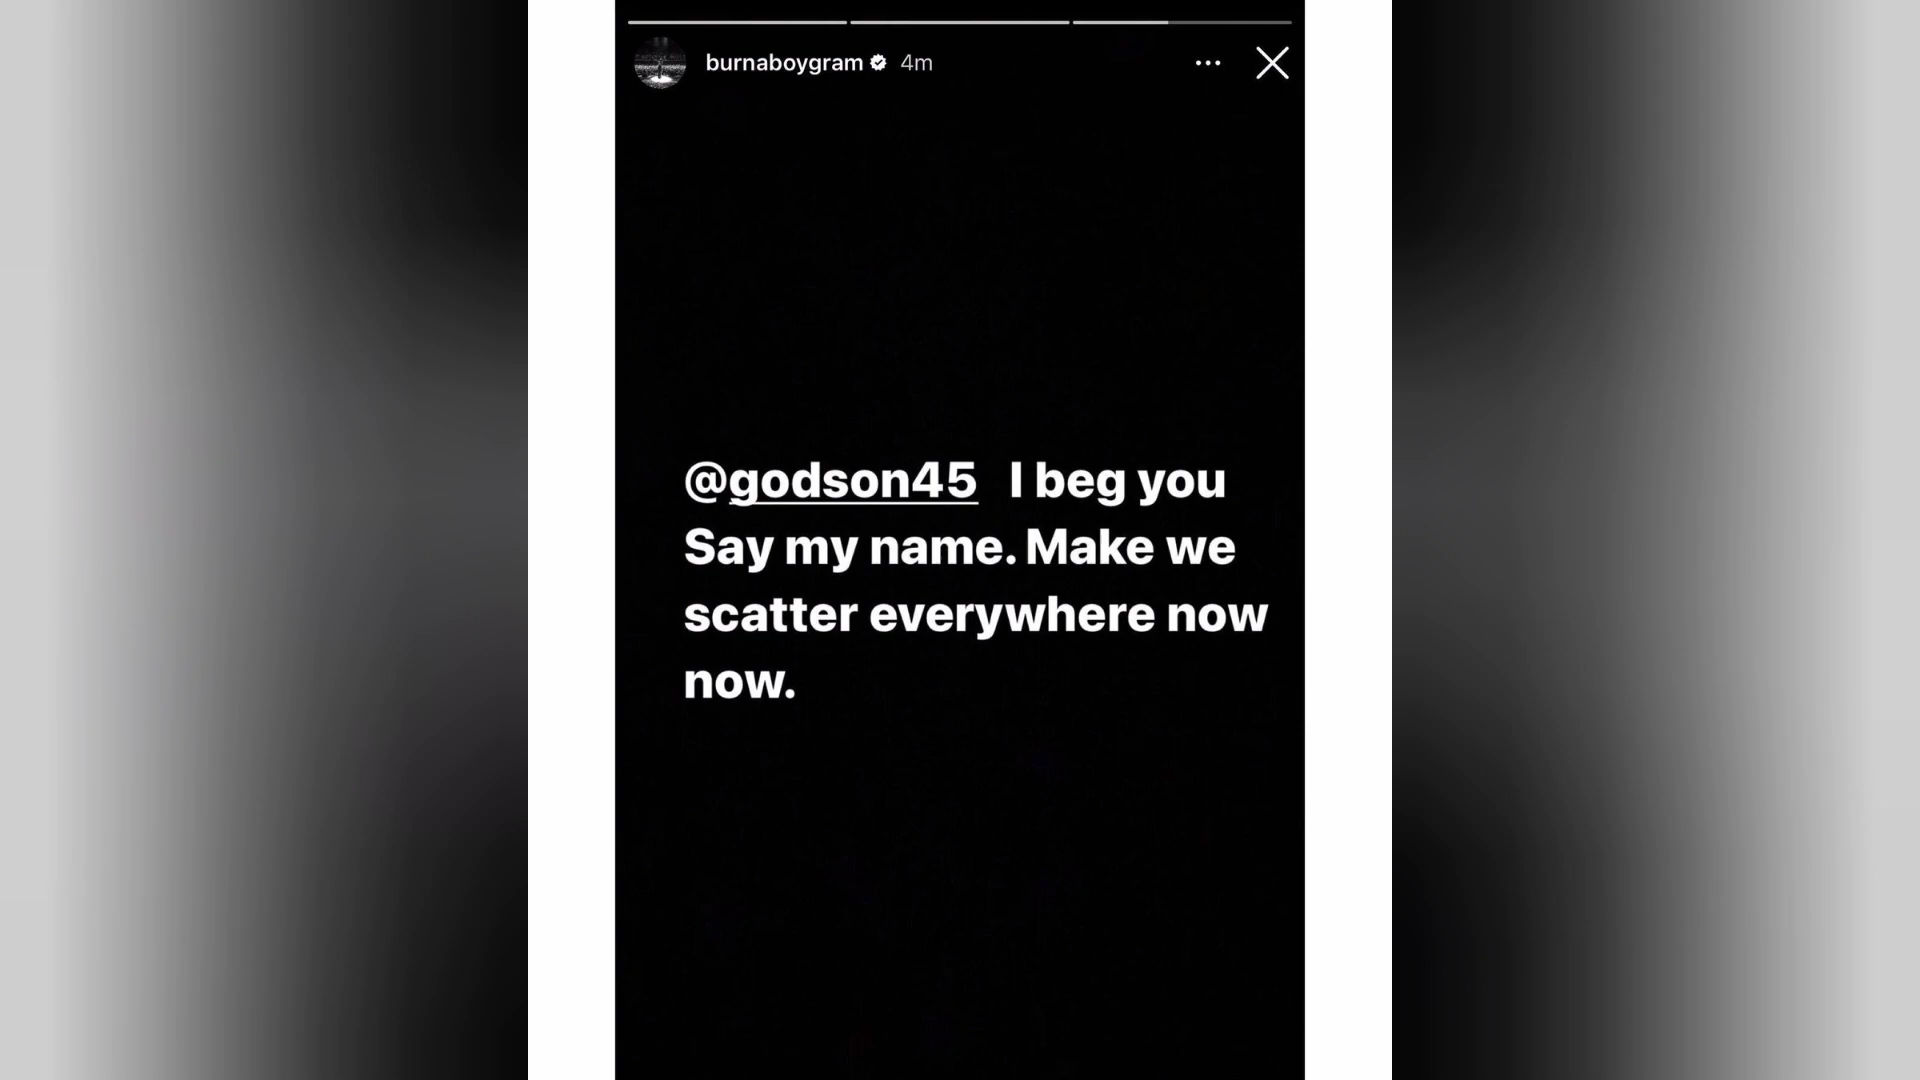 burnaboygram 4m
@godson45 I beg you
Say my name. Make we
scatter everywhere now
now.